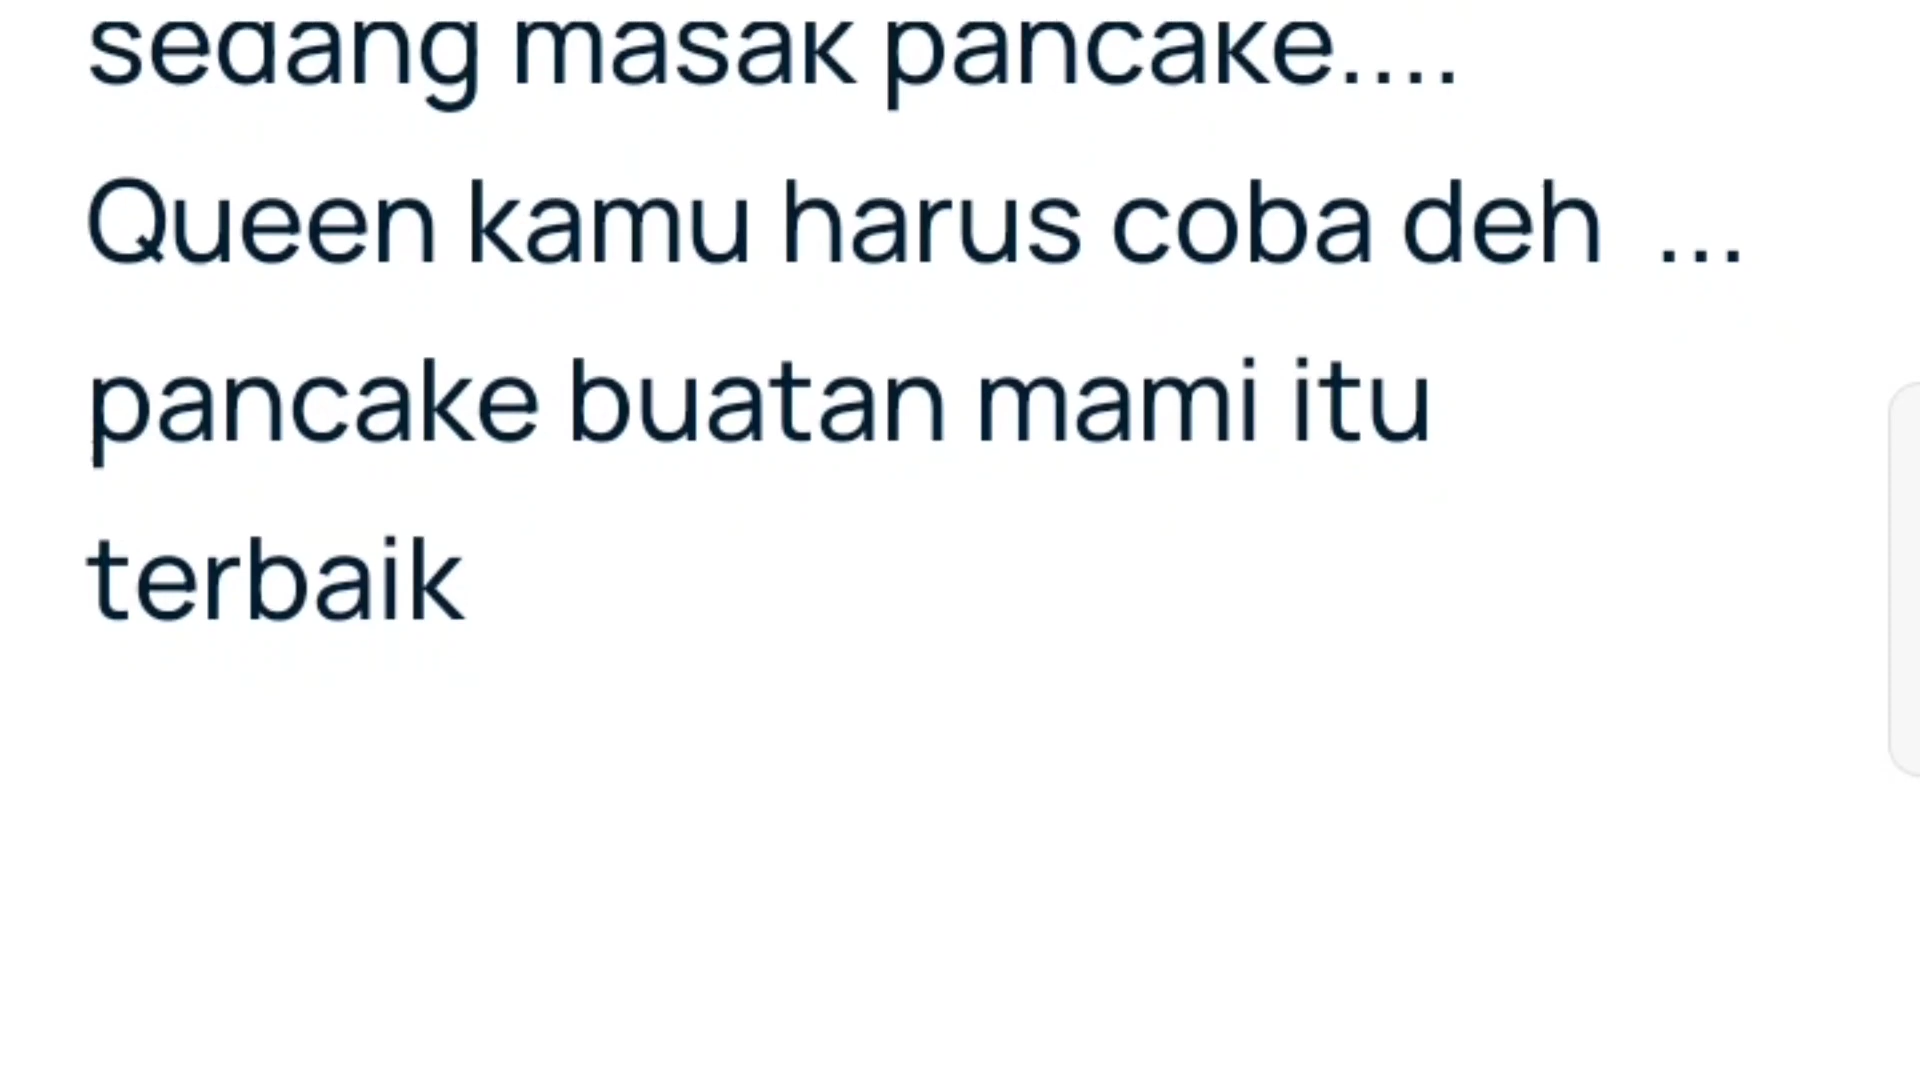 sedang masak pancake....
Queen kamu harus coba deh  ...
pancake buatan mami itu
terbaik